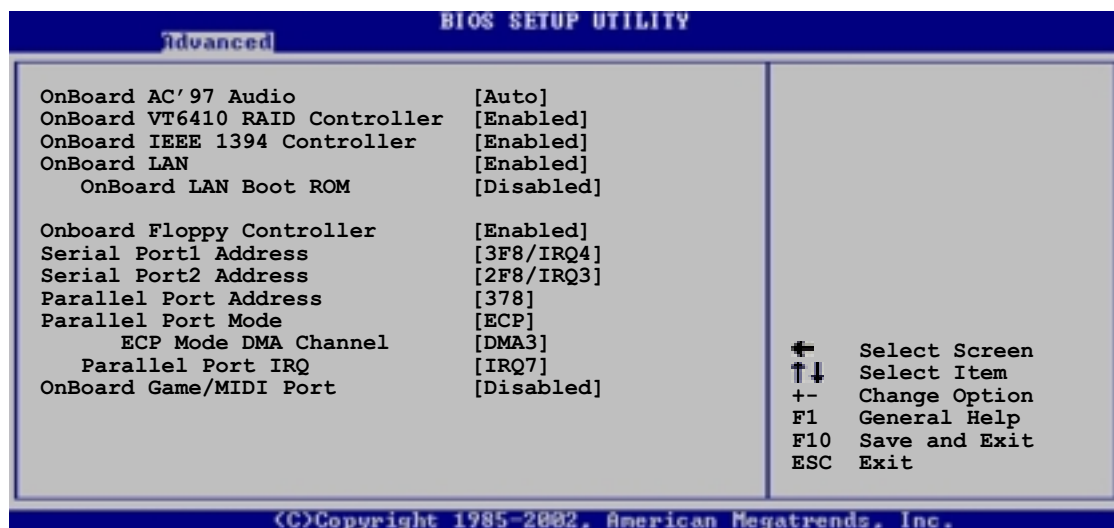 BIOS SETUP UTILITY
Advanced
OnBoard AC’97 Audio [Auto]
OnBoard VT6410 RAID Controller [Enabled]
OnBoard IEEE 1394 Controller [Enabled]
OnBoard LAN [Enabled]
OnBoard LAN Boot ROM [Disabled]
Onboard Floppy Controller [Enabled]
Serial Port1 Address [3F8/IRQ4]
Serial Port2 Address [2F8/IRQ3]
Parallel Port Address [378]
Parallel Port Mode [ECP]
ECP Mode DMA Channel [DMA3]
Parallel Port IRQ [IRQ7]
OnBoard Game/MIDI Port [Disabled]
← Select Screen
↑↓ Select Item
+- Change Option
F1 General Help
F10 Save and Exit
ESC Exit
(C)Copyright 1985-2002, American Megatrends, Inc.